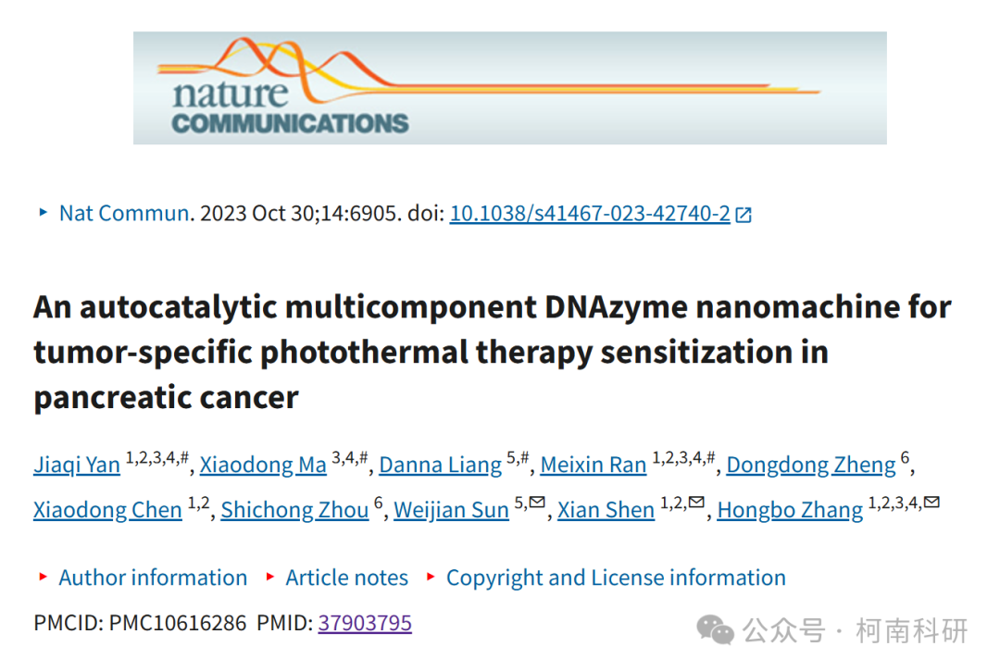 nature
COMMUNICATIONS
Nat Commun. 2023 Oct 30;14:6905. doi: 10.1038/s41467-023-42740-2
An autocatalytic multicomponent DNAzyme nanomachine for
tumor-specific photothermal therapy sensitization in
pancreatic cancer
Jiaqi Yan 1,2,3,4,#, Xiaodong Ma 3,4,#, Danna Liang 5,#, Meixin Ran 1,2,3,4,#, Dongdong Zheng 6,
Xiaodong Chen 1,2, Shichong Zhou 6, Weijian Sun 5,✉, Xian Shen 1,2,✉, Hongbo Zhang 1,2,3,4,✉
Author information Article notes Copyright and License information
PMCID: PMC10616286 PMID: 37903795
公众号 · 柯南科研